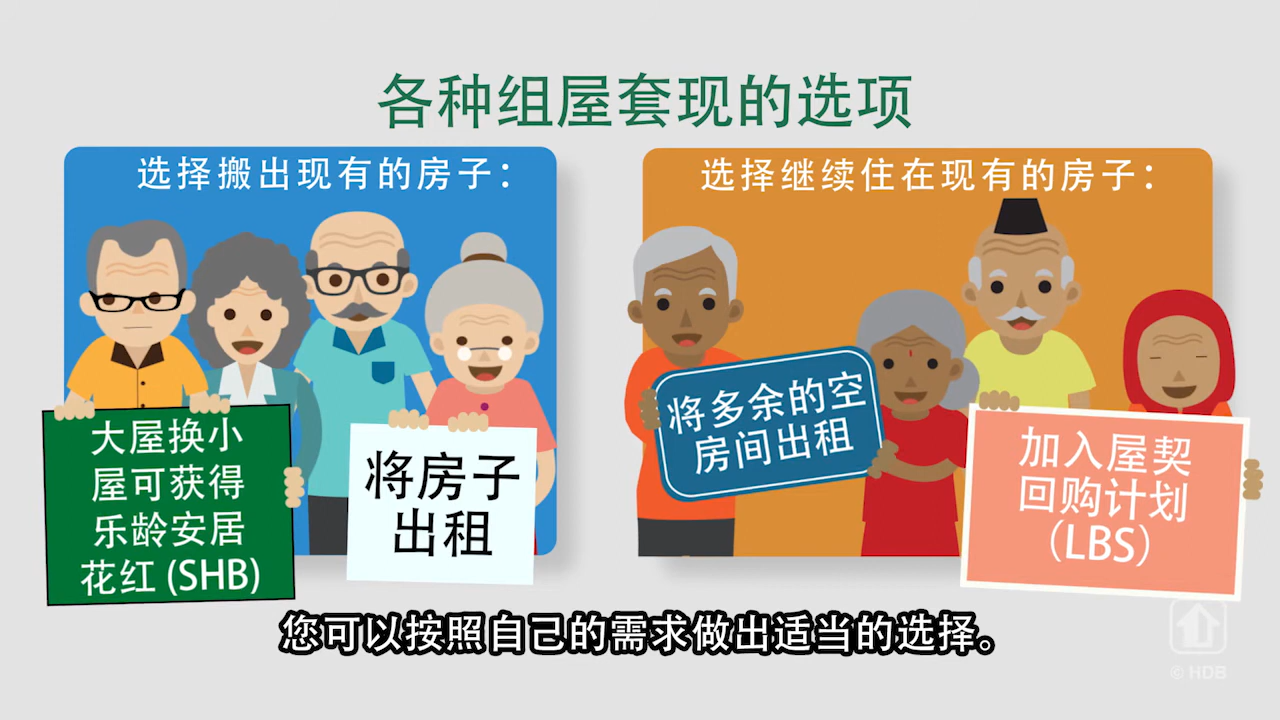 各种组屋套现的选项
选择搬出现有的房子：
大屋换小
屋可获得
乐龄安居
花红 (SHB)
将房子
出租
选择继续住在现有的房子：
将多余的空
房间出租
加入屋契
回购计划
(LBS)
您可以按照自己的需求做出适当的选择。
© HDB